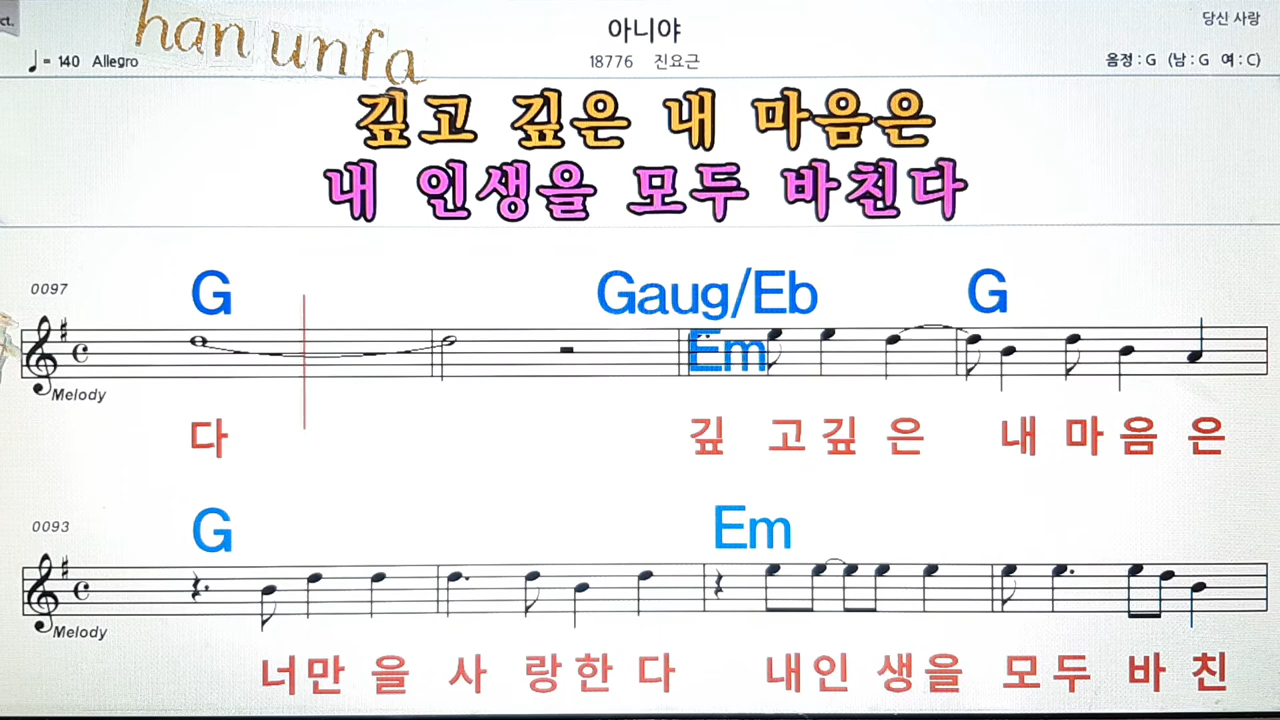 ct.
han unfa
아니야
당신 사랑
= 140 Allegro
18776 진요근
음정 : G (남 : G 여 : C)
깊고 깊은 내 마음은
내 인생을 모두 바친다
0097
G Gaug/Eb G
Em
Melody
다 깊 고 깊 은 내 마 음 은
0093
G Em
Melody
너만 을 사 랑 한 다 내인 생을 모두 바 친